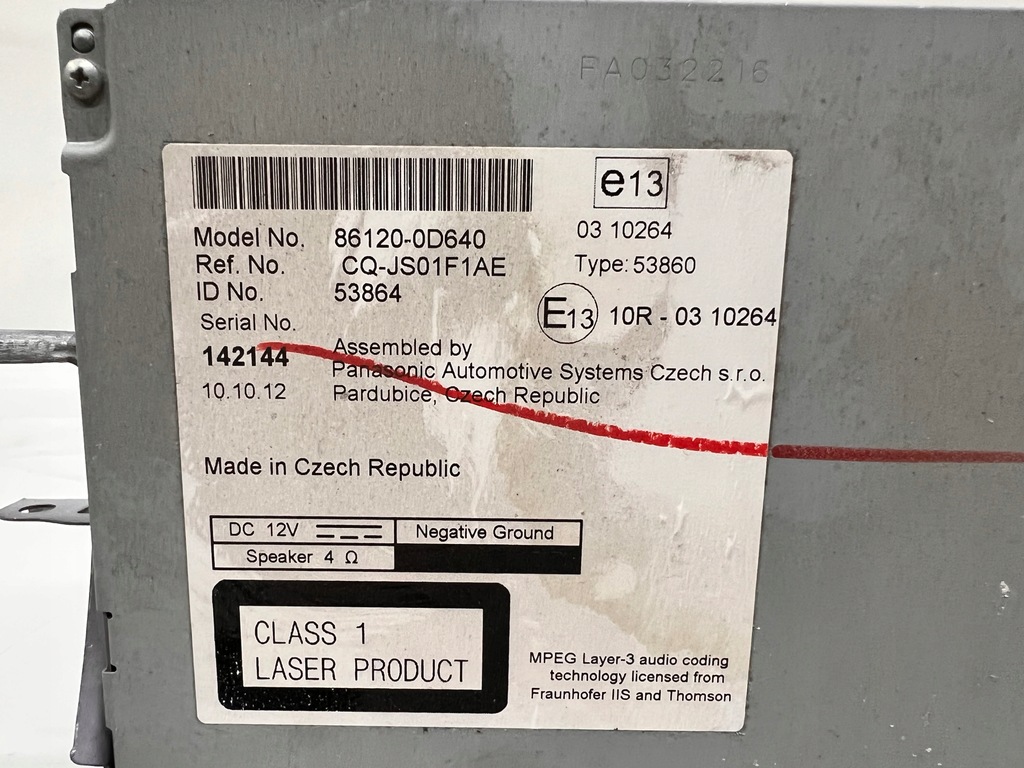 PA032216
e13
03 10264
Type: 53860
E13 10R - 03 10264
Model No. 86120-0D640
Ref. No. CQ-JS01F1AE
ID No. 53864
Serial No.
142144
10.10.12
Assembled by
Panasonic Automotive Systems Czech s.r.o.
Pardubice, Czech Republic
Made in Czech Republic
DC 12V Negative Ground
Speaker 4 Ω
CLASS 1
LASER PRODUCT
MPEG Layer-3 audio coding
technology licensed from
Fraunhofer IIS and Thomson